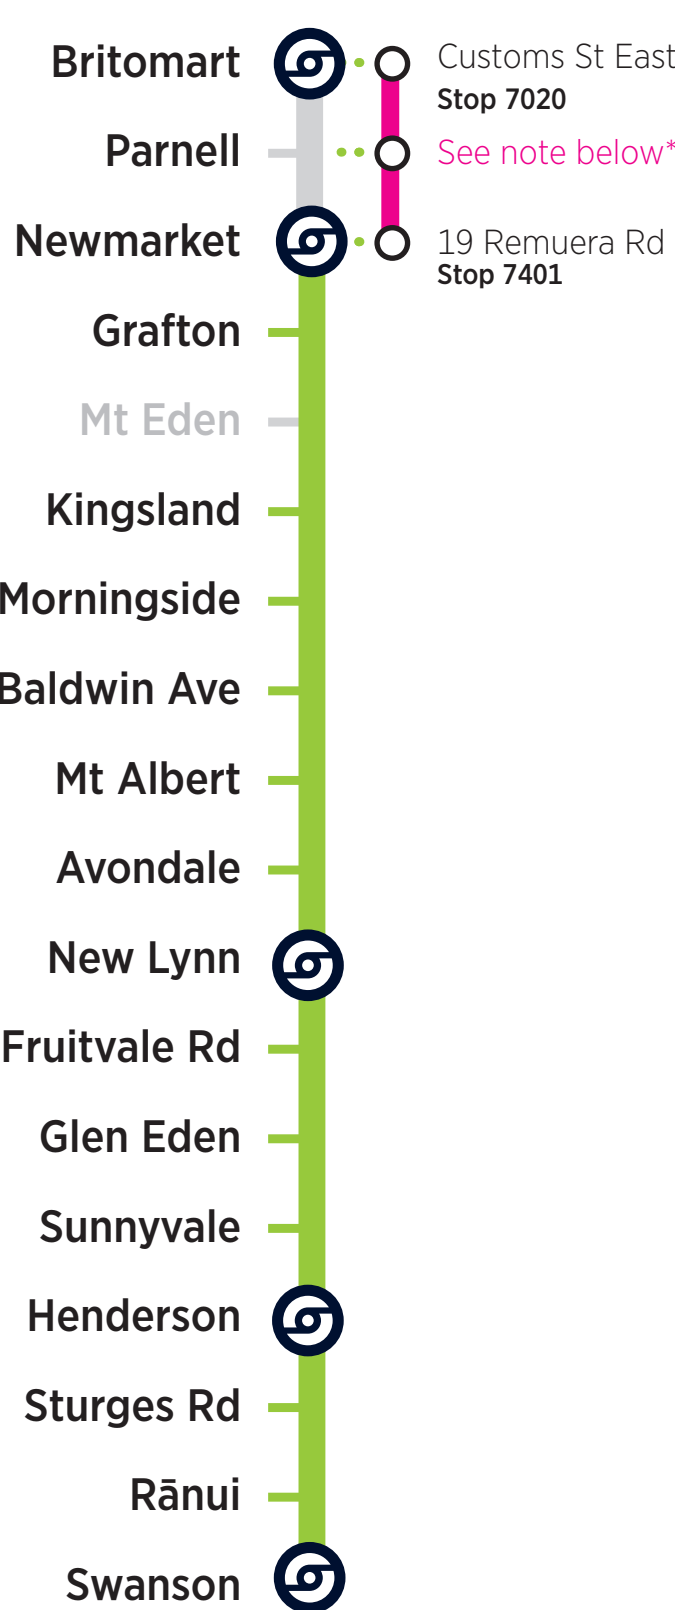 Britomart
Customs St East
Stop 7020
Parnell
See note below*
Newmarket
19 Remuera Rd
Stop 7401
Grafton
Mt Eden
Kingsland
Morningside
Baldwin Ave
Mt Albert
Avondale
New Lynn
Fruitvale Rd
Glen Eden
Sunnyvale
Henderson
Sturges Rd
Rānui
Swanson